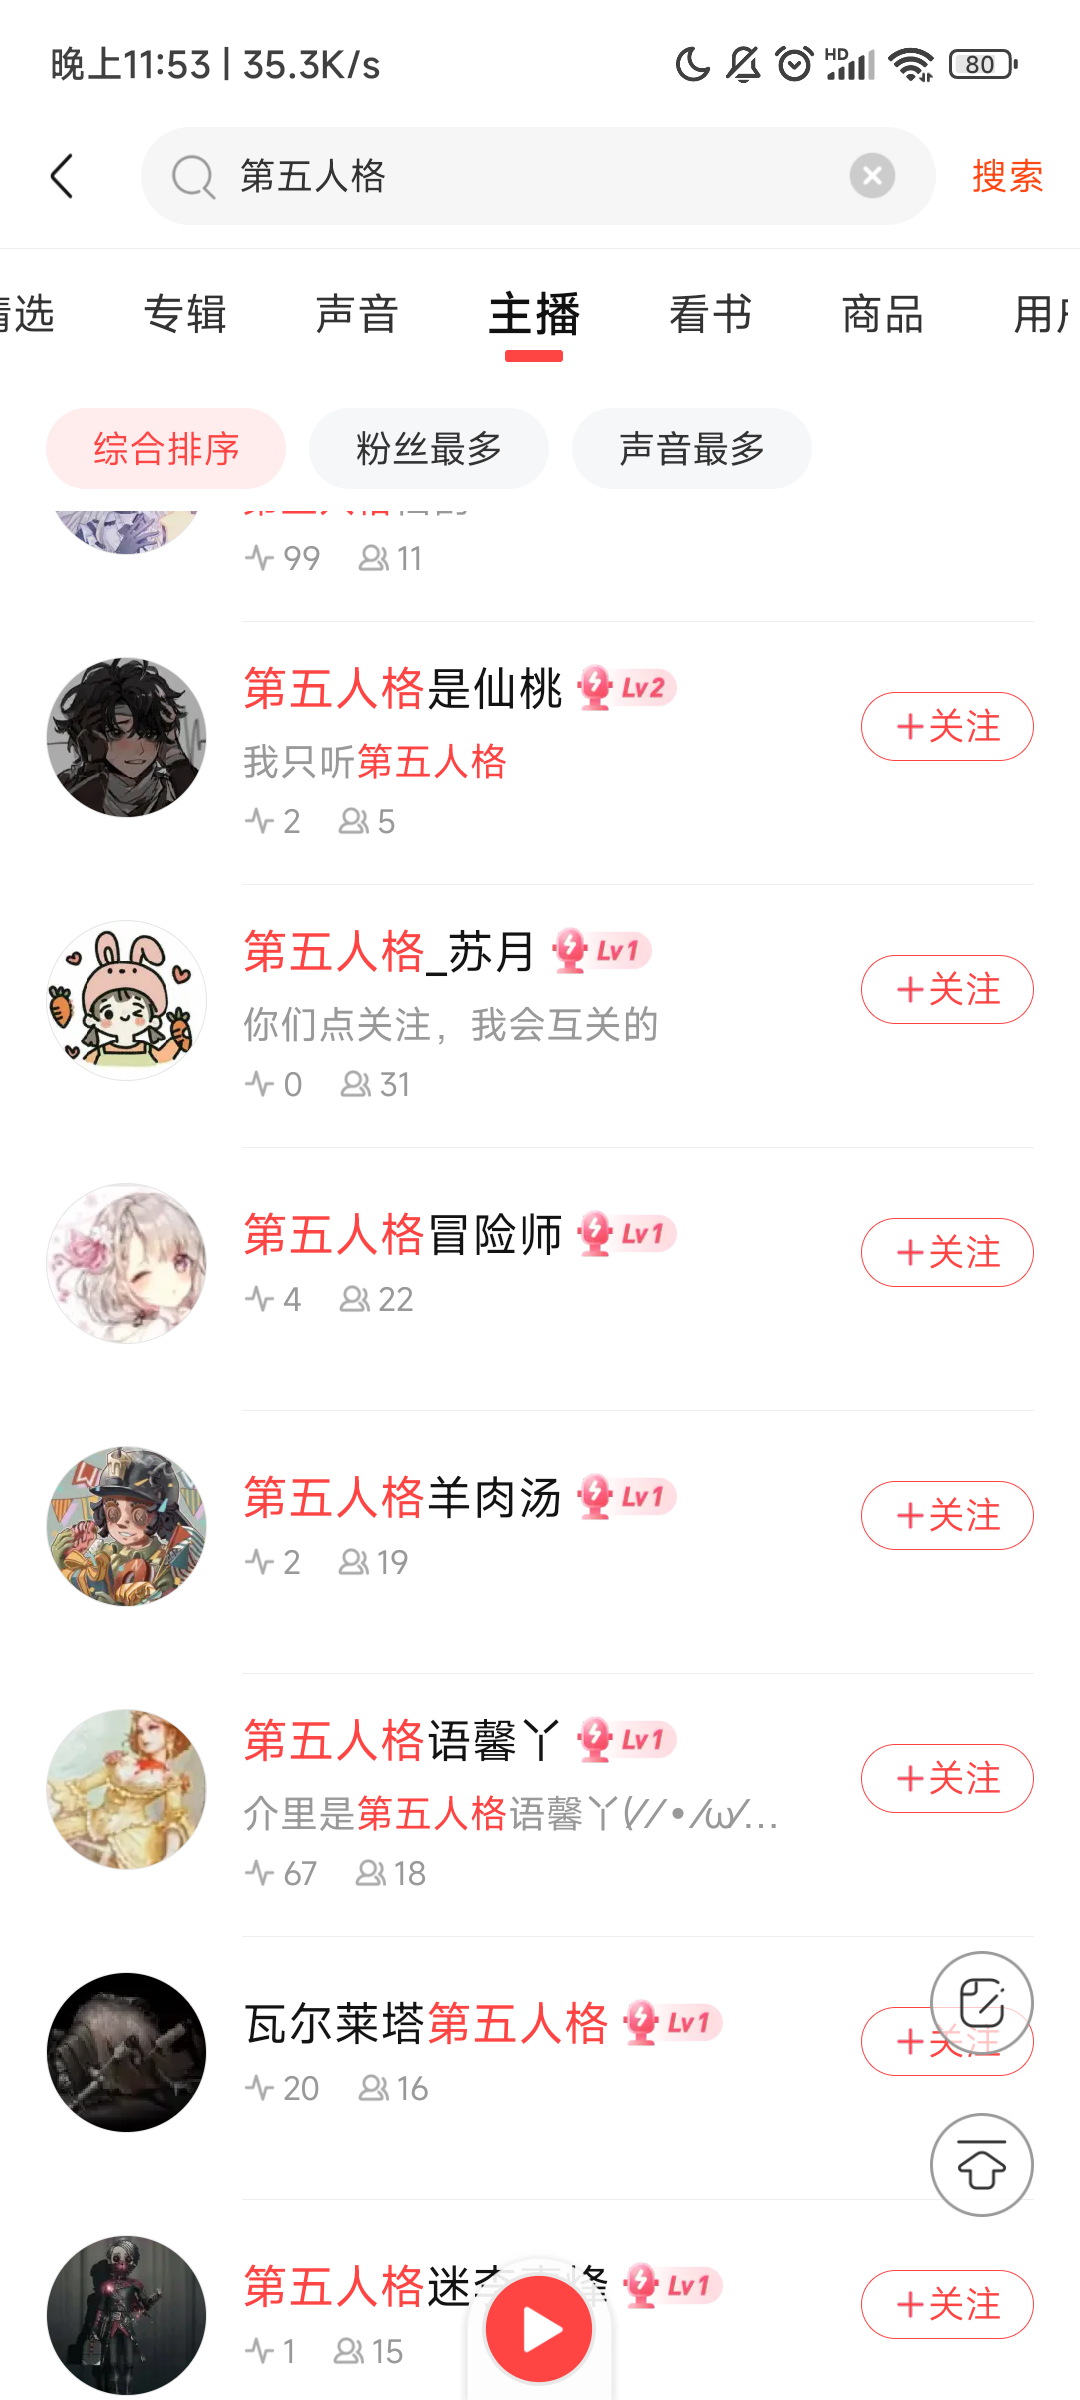 晚上11:53 | 35.3K/s
HD
80
第五人格
搜索
精选 专辑 声音 主播 看书 商品 用户
综合排序 粉丝最多 声音最多
99 11
第五人格是仙桃 Lv2
+关注
我只听第五人格
2 5
第五人格_苏月 Lv1
+关注
你们点关注，我会互关的
0 31
第五人格冒险师 Lv1
+关注
4 22
第五人格羊肉汤 Lv1
+关注
2 19
第五人格语馨丫 Lv1
+关注
介里是第五人格语馨丫(⁄ ⁄•⁄ω⁄…
67 18
瓦尔莱塔第五人格 Lv1
+关注
20 16
第五人格迷 Lv1
+关注
1 15